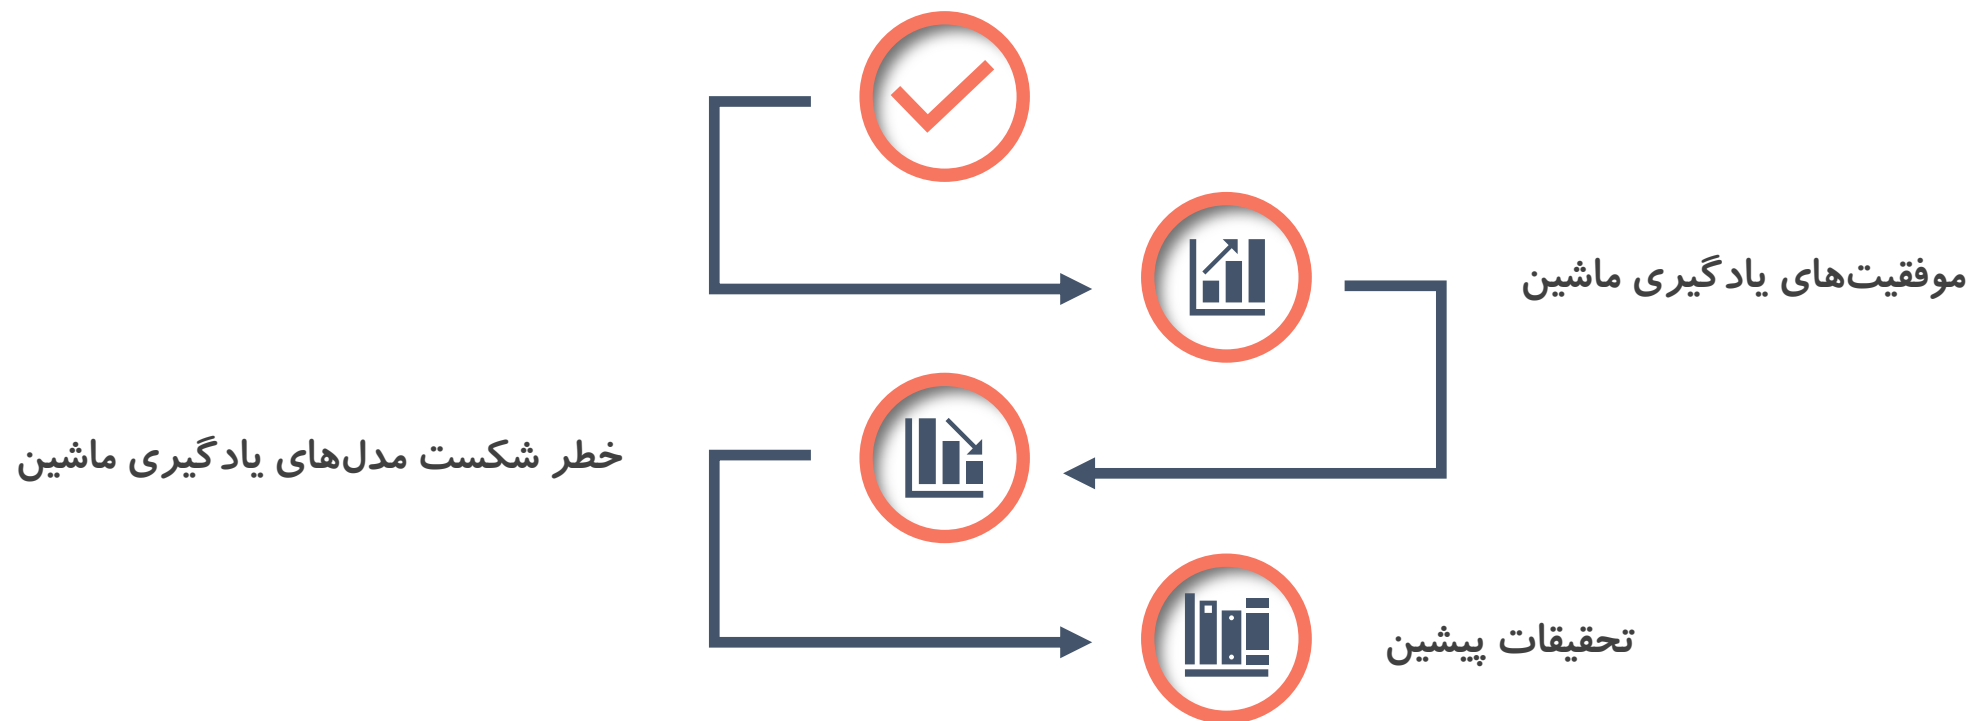 موفقیت‌های یادگیری ماشین
خطر شکست مدل‌های یادگیری ماشین
تحقیقات پیشین